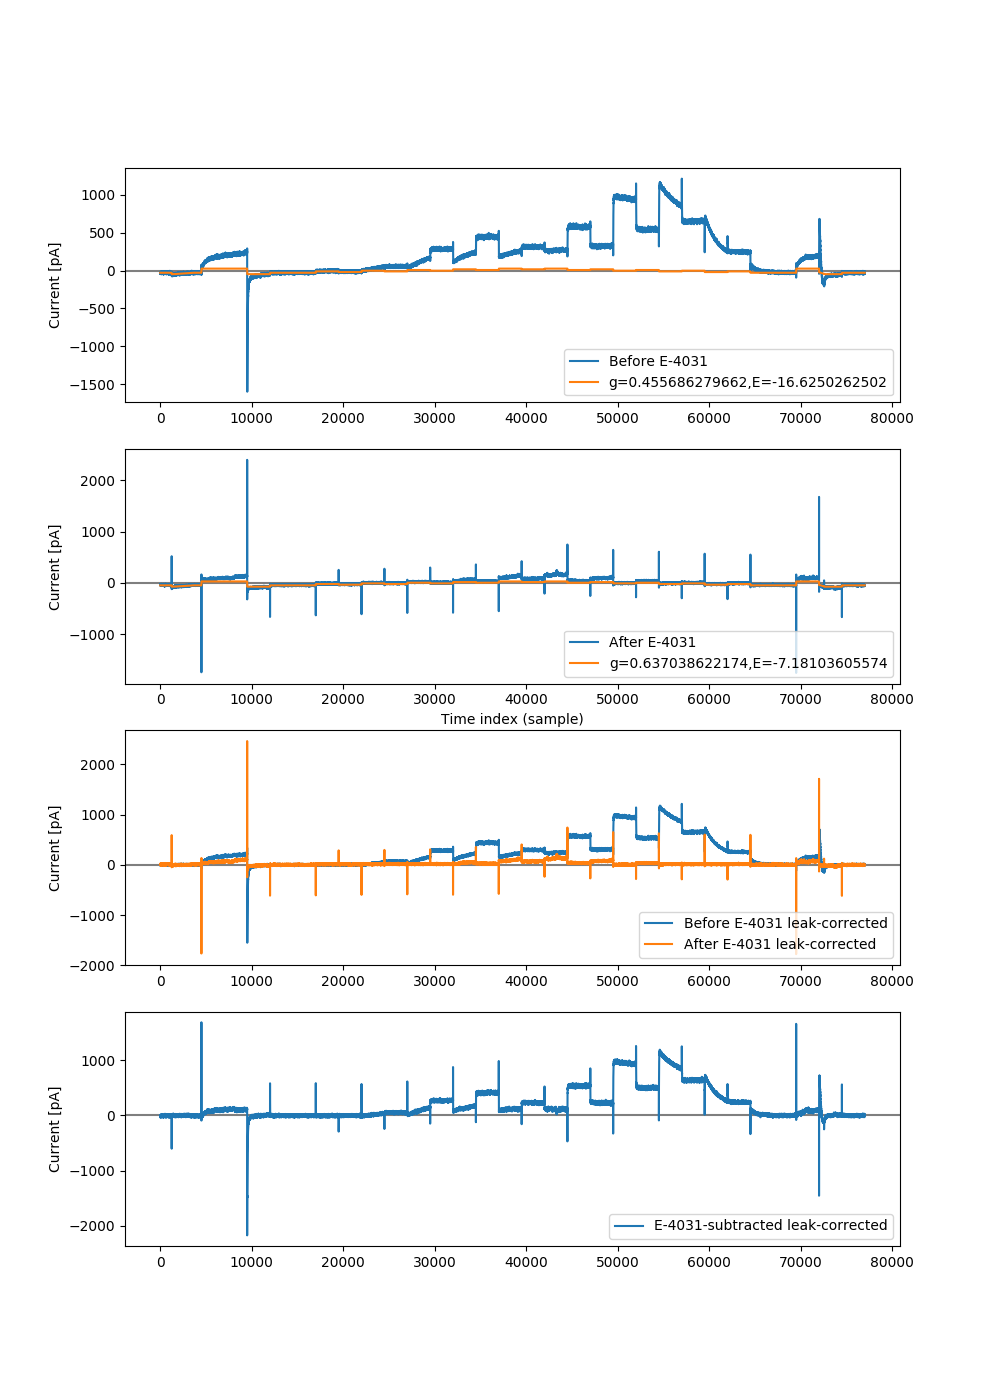 1000
500
0
−500
−1000
−1500
Current [pA]
Before E-4031
g=0.455686279662,E=-16.6250262502
0 10000 20000 30000 40000 50000 60000 70000 80000
2000
1000
0
−1000
Current [pA]
After E-4031
g=0.637038622174,E=-7.18103605574
0 10000 20000 30000 40000 50000 60000 70000 80000
Time index (sample)
2000
1000
0
−1000
−2000
Current [pA]
Before E-4031 leak-corrected
After E-4031 leak-corrected
0 10000 20000 30000 40000 50000 60000 70000 80000
1000
0
−1000
−2000
Current [pA]
E-4031-subtracted leak-corrected
0 10000 20000 30000 40000 50000 60000 70000 80000